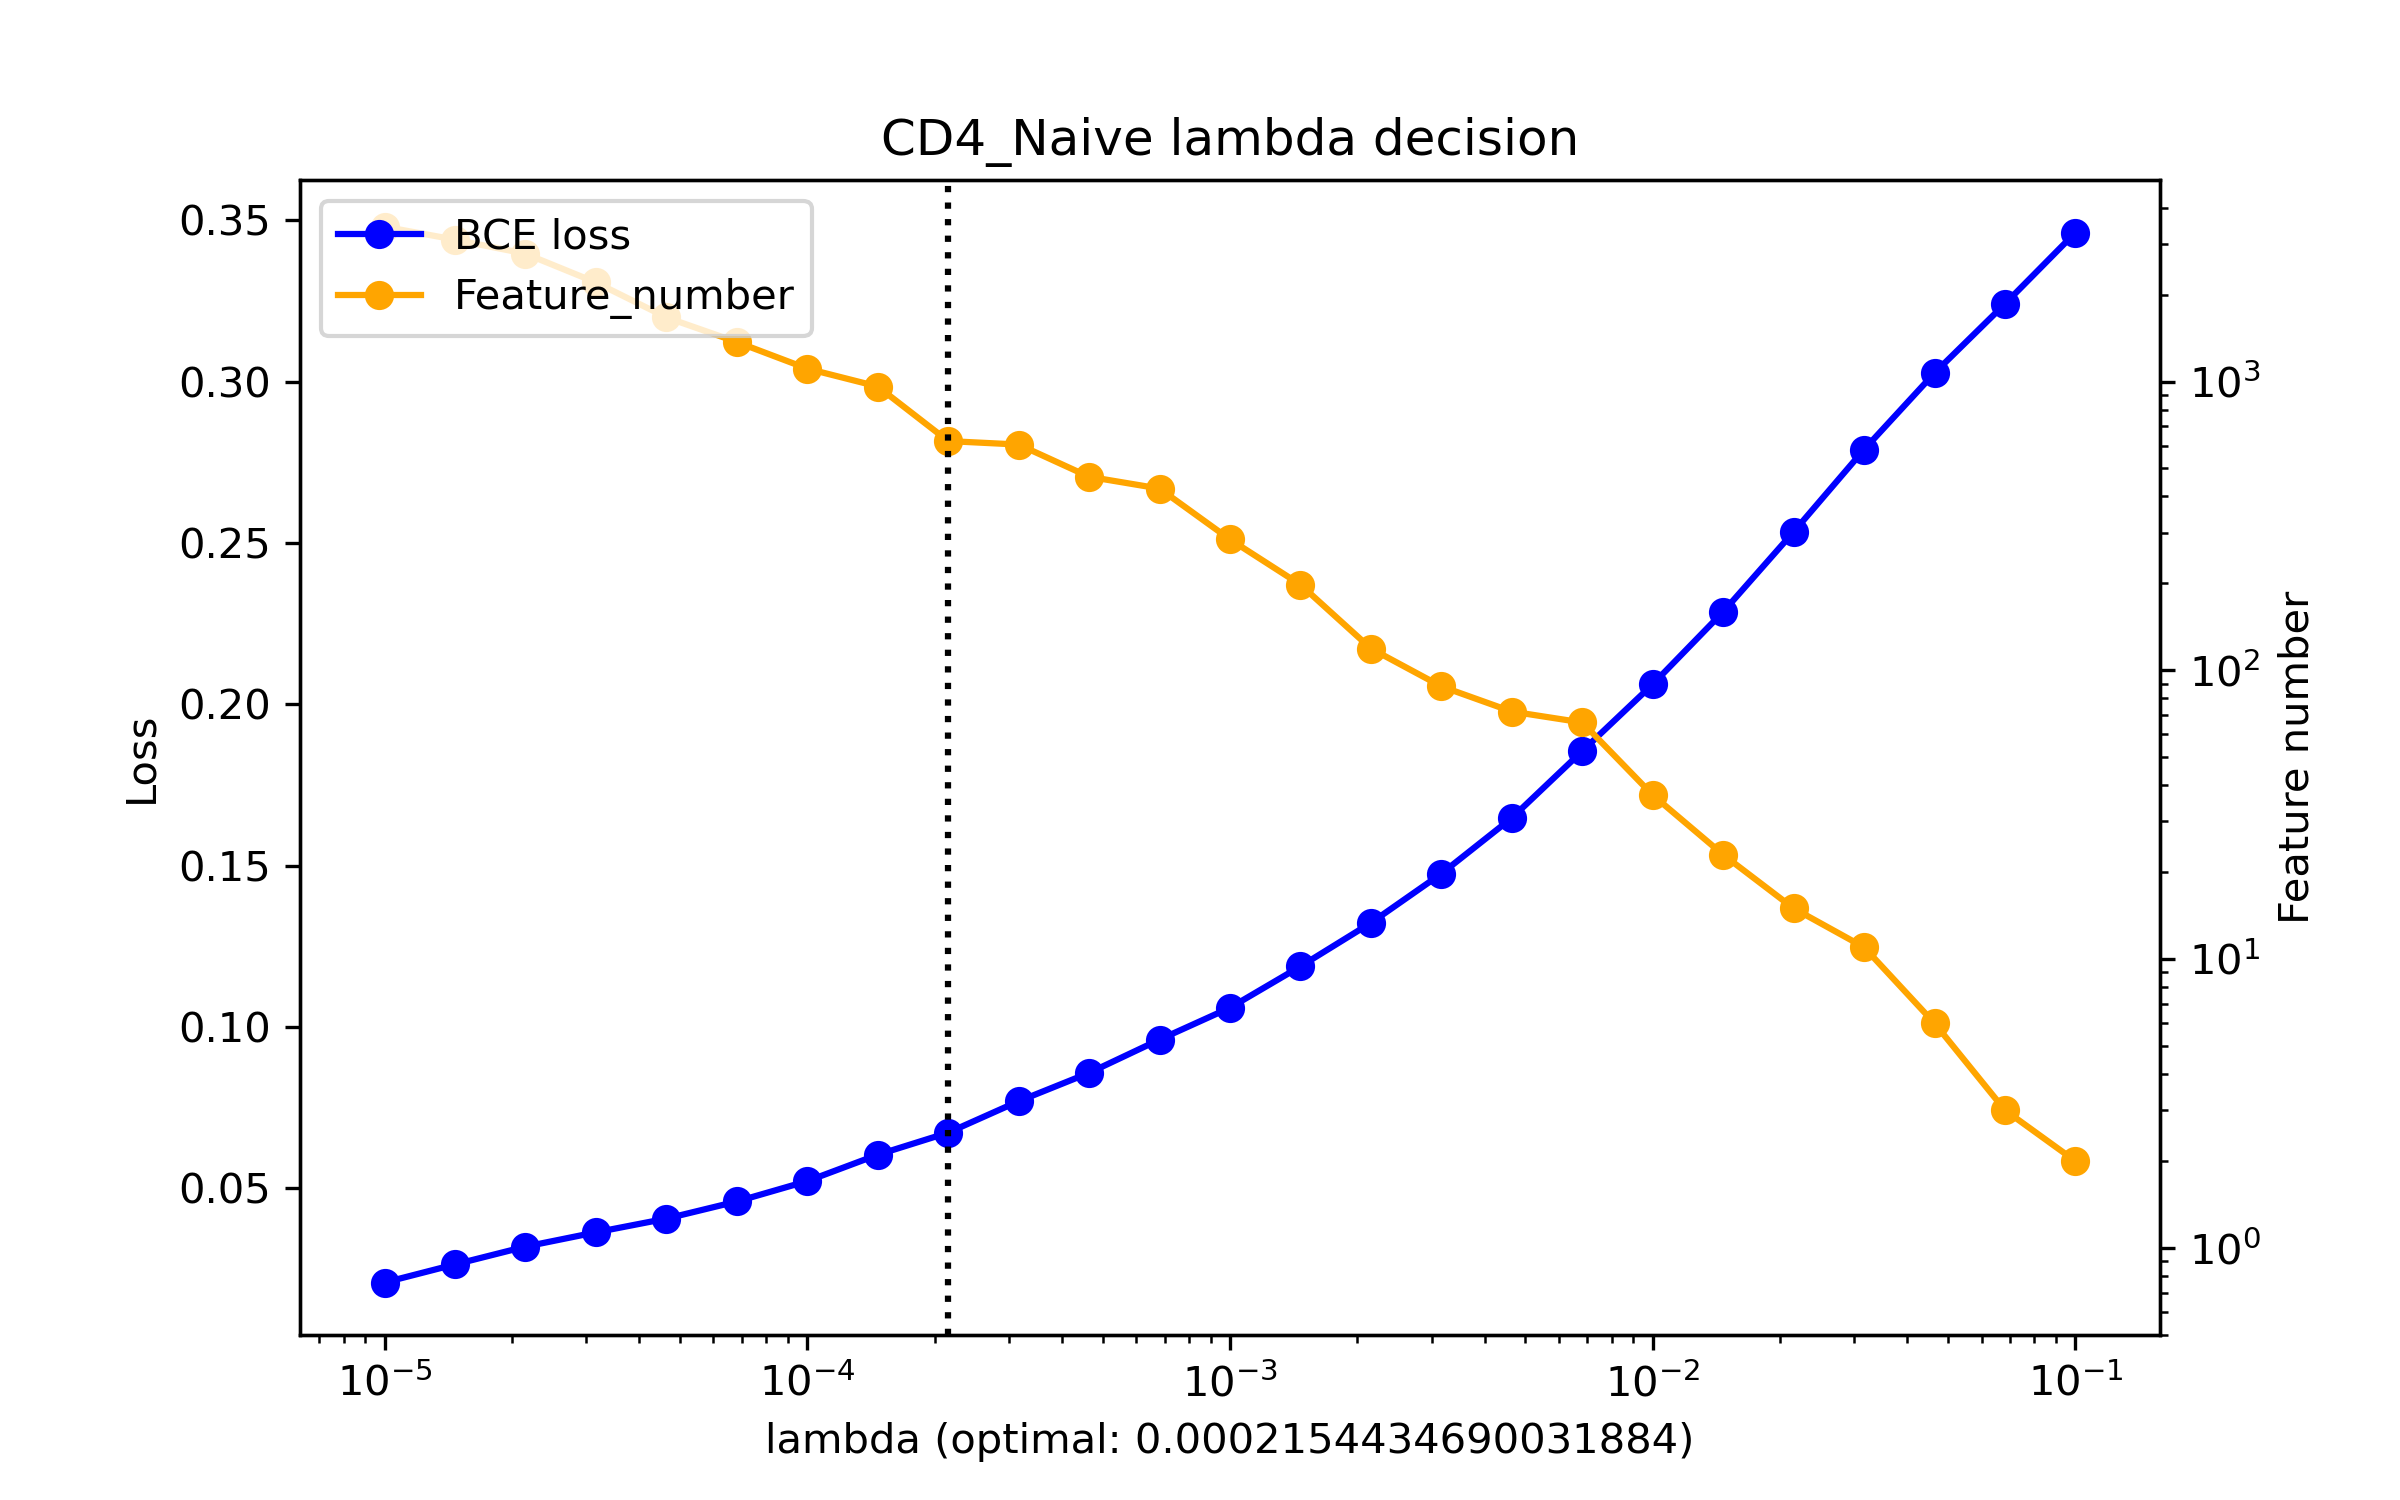 CD4_Naive lambda decision
BCE loss
Feature_number
0.35
0.30
0.25
0.20
0.15
0.10
0.05
Loss
10³
10²
10¹
10⁰
Feature number
10⁻⁵ 10⁻⁴ 10⁻³ 10⁻² 10⁻¹
lambda (optimal: 0.0002154434690031884)